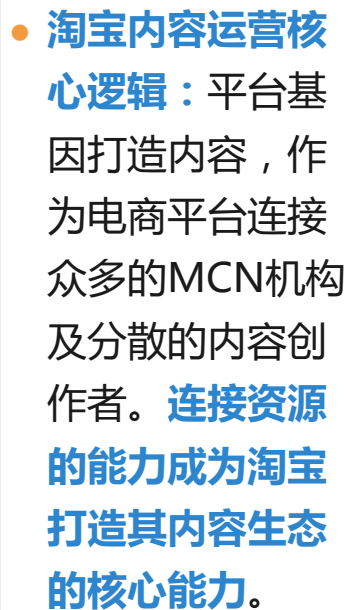 淘宝内容运营核
心逻辑：平台基
因打造内容，作
为电商平台连接
众多的MCN机构
及分散的内容创
作者。连接资源
的能力成为淘宝
打造其内容生态
的核心能力。